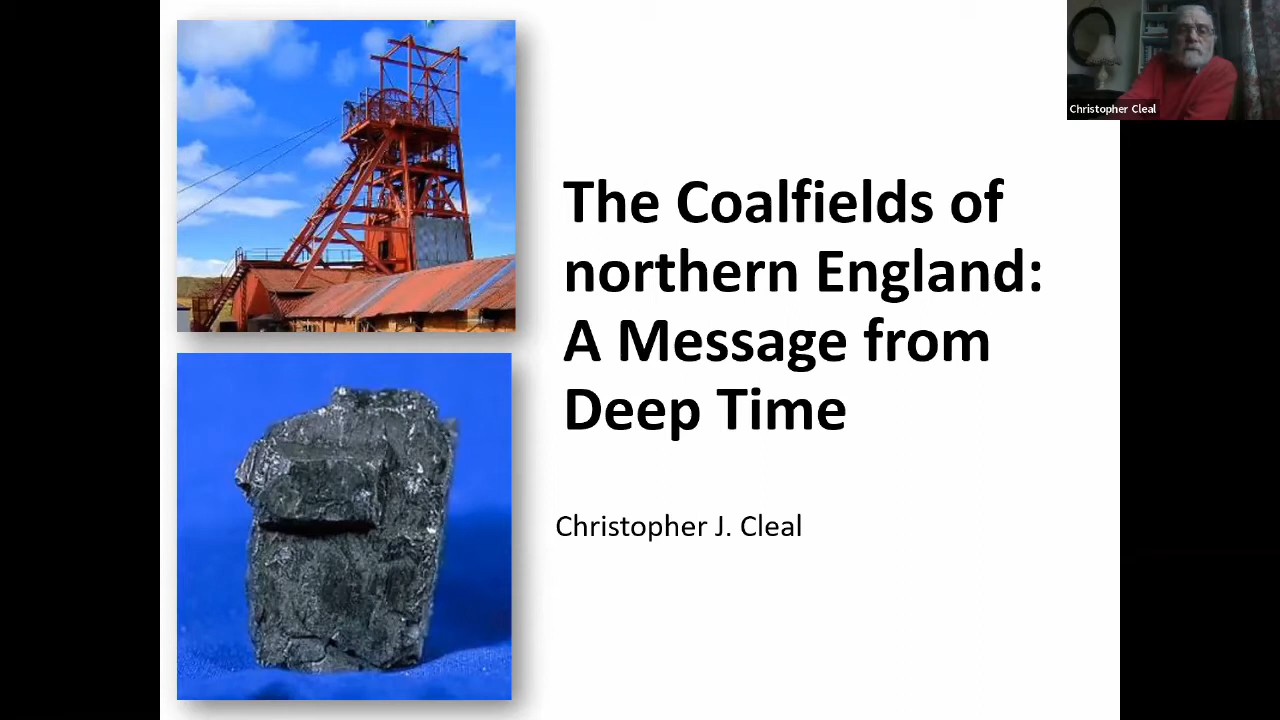 Christopher Cleal
The Coalfields of
northern England:
A Message from
Deep Time
Christopher J. Cleal